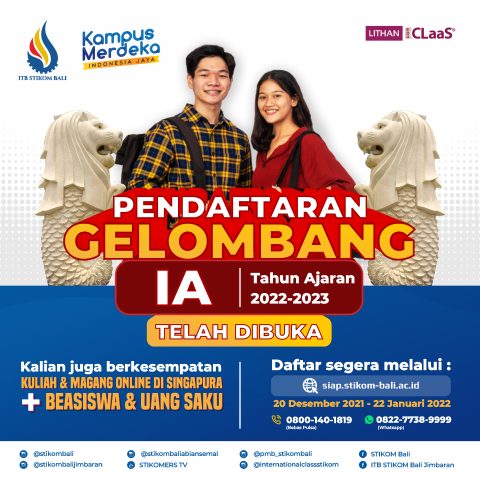 ITB STIKOM BALI
Kampus
Merdeka
INDONESIA JAYA
LITHAN
CLaaS®
PENDAFTARAN
GELOMBANG
IA
Tahun Ajaran
2022-2023
TELAH DIBUKA
Kalian juga berkesempatan
KULIAH & MAGANG ONLINE DI SINGAPURA
+ BEASISWA & UANG SAKU
Daftar segera melalui :
siap.stikom-bali.ac.id
20 Desember 2021 - 22 Januari 2022
0800-140-1819
(Bebas Pulsa)
0822-7738-9999
(Whatsapp)
@stikombali
@stikombaliabiansemal
@pmb_stikombali
STIKOM Bali
@stikombalijimbaran
STIKOMERS TV
@internationalclassstikom
ITB STIKOM Bali Jimbaran